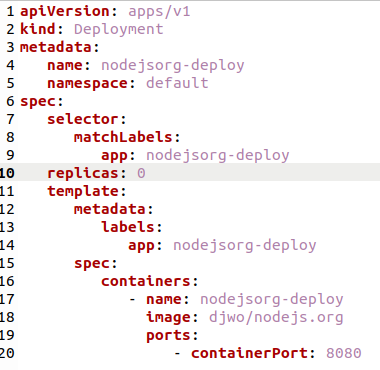 1 apiVersion: apps/v1
2 kind: Deployment
3 metadata:
4    name: nodejsorg-deploy
5    namespace: default
6 spec:
7    selector:
8       matchLabels:
9          app: nodejsorg-deploy
10    replicas: 0
11    template:
12       metadata:
13          labels:
14             app: nodejsorg-deploy
15       spec:
16          containers:
17             - name: nodejsorg-deploy
18               image: djwo/nodejs.org
19               ports:
20                  - containerPort: 8080